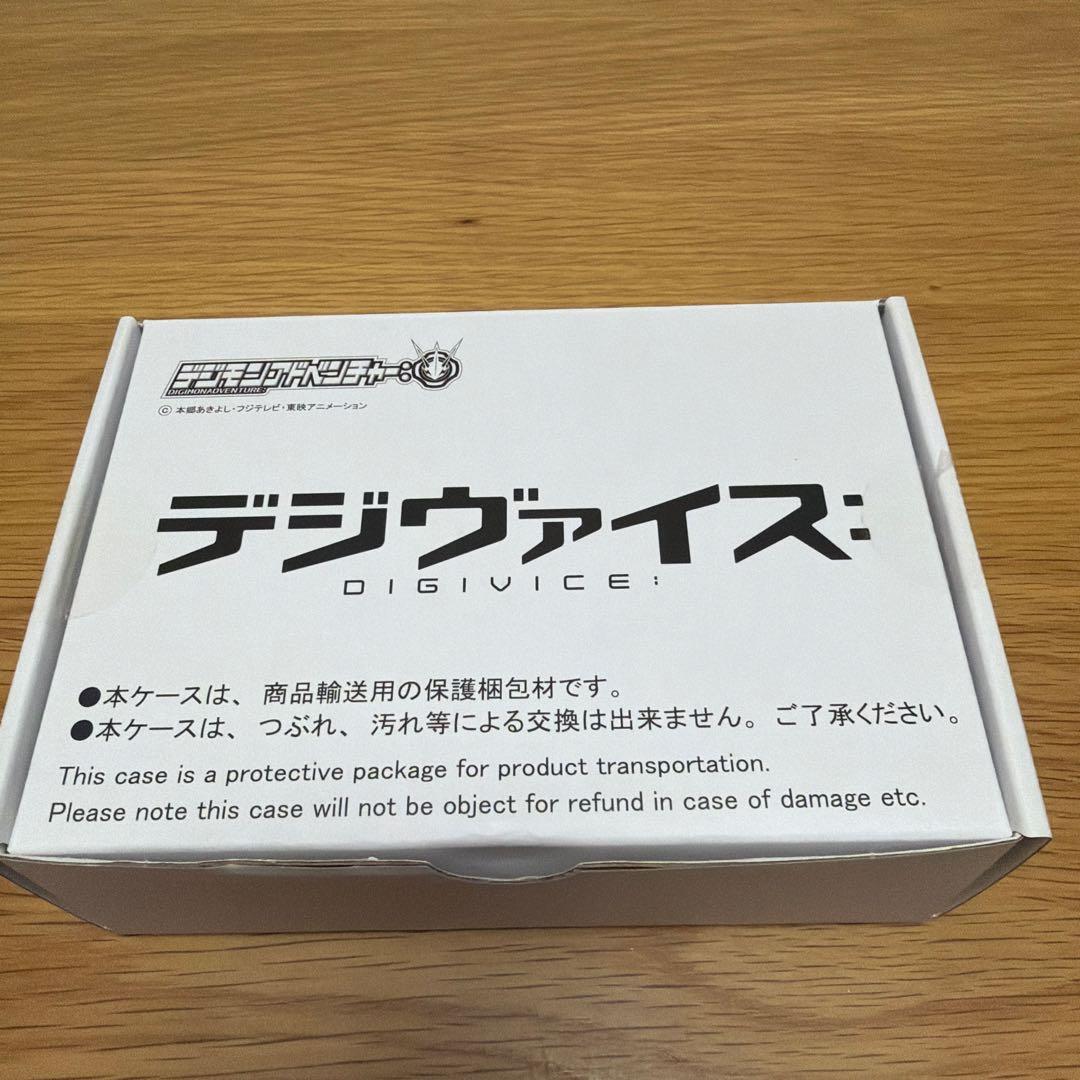 デジモンアドベンチャー:
DIGIMONADVENTURE:
© 本郷あきよし・フジテレビ・東映アニメーション
デジヴァイス:
DIGIVICE:
●本ケースは、商品輸送用の保護梱包材です。
●本ケースは、つぶれ、汚れ等による交換は出来ません。ご了承ください。
This case is a protective package for product transportation.
Please note this case will not be object for refund in case of damage etc.